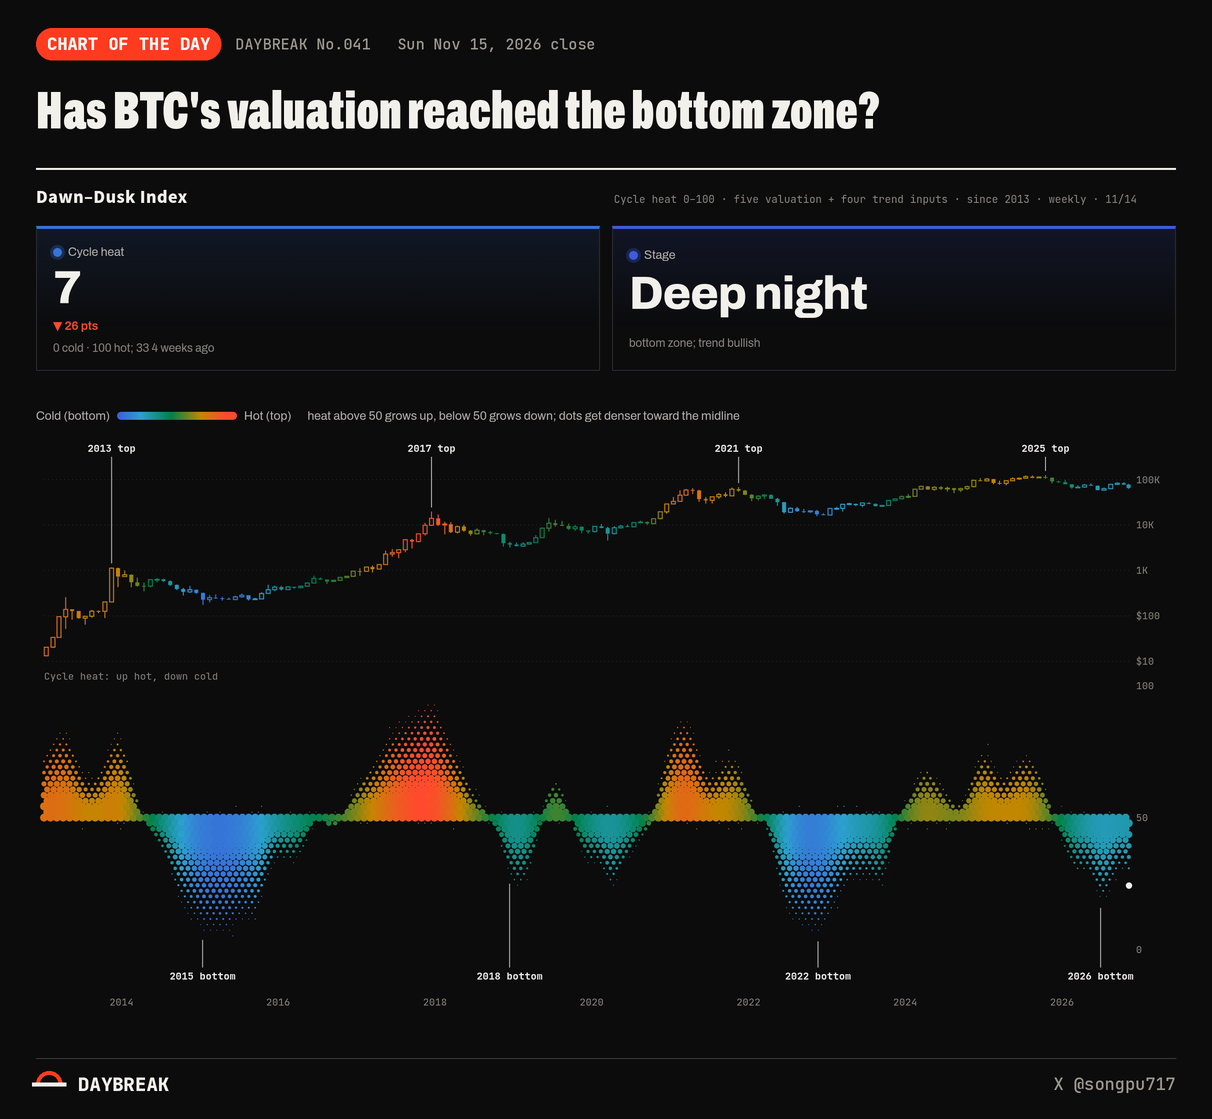 CHART OF THE DAY DAYBREAK No.041 Sun Nov 15, 2026 close
Has BTC's valuation reached the bottom zone?
Dawn–Dusk Index
Cycle heat 0–100 · five valuation + four trend inputs · since 2013 · weekly · 11/14
Cycle heat
7
▼ 26 pts
0 cold · 100 hot; 33 4 weeks ago
Stage
Deep night
bottom zone; trend bullish
Cold (bottom) Hot (top) heat above 50 grows up, below 50 grows down; dots get denser toward the midline
2013 top 2017 top 2021 top 2025 top
100K
10K
1K
$100
$10
Cycle heat: up hot, down cold
100
50
0
2015 bottom 2018 bottom 2022 bottom 2026 bottom
2014 2016 2018 2020 2022 2024 2026
DAYBREAK
X @songpu717